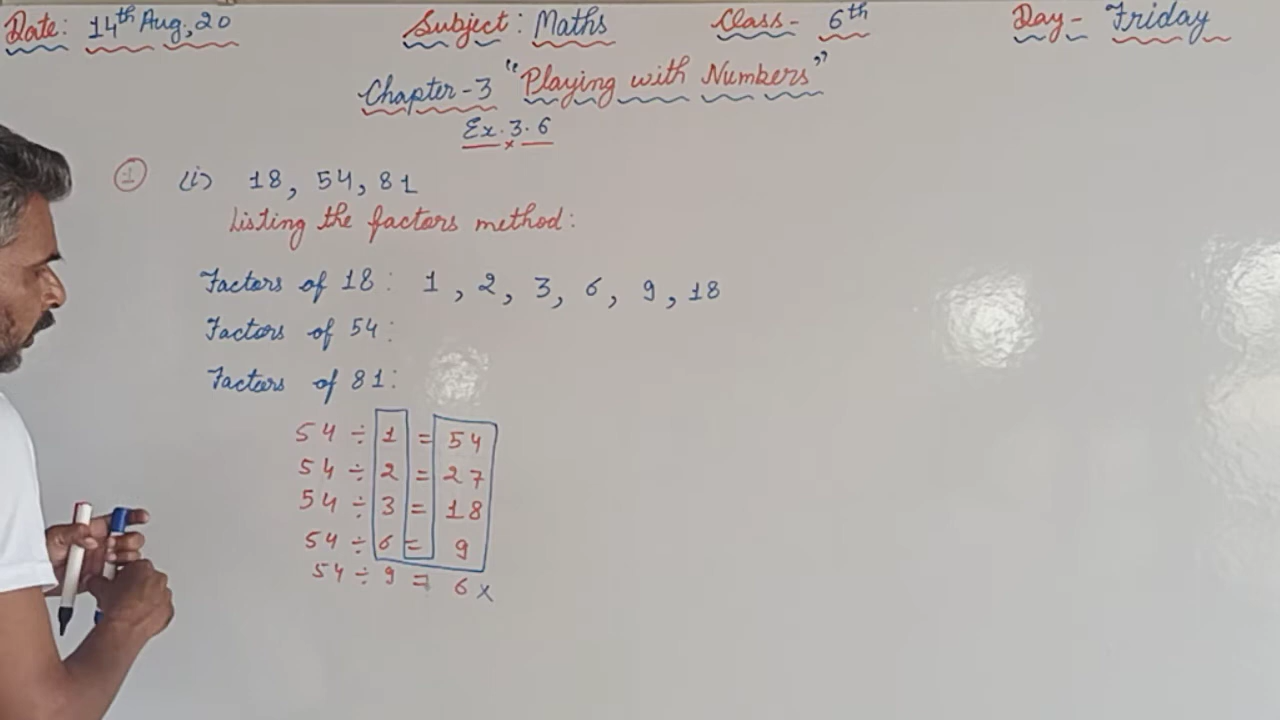 Date: 14th Aug, 20 Subject: Maths Class- 6th Day- Friday
Chapter-3 "Playing with Numbers"
Ex. 3.6
1 (i) 18, 54, 81
Listing the factors method:
Factors of 18: 1, 2, 3, 6, 9, 18
Factors of 54:
Factors of 81:
54 ÷ 1 = 54
54 ÷ 2 = 27
54 ÷ 3 = 18
54 ÷ 6 = 9
54 ÷ 9 = 6 x